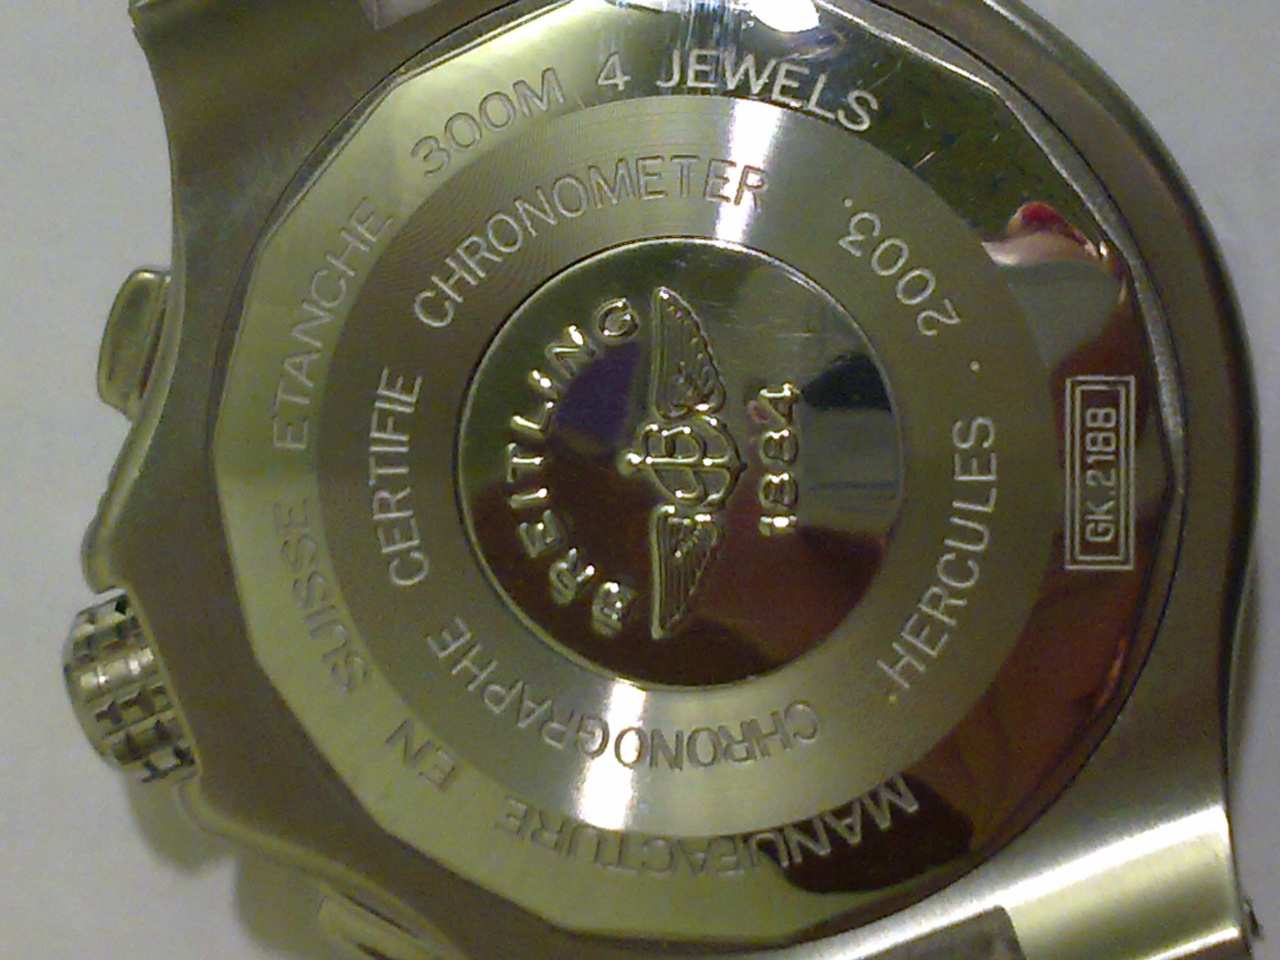 MANUFACTURE EN SUISSE ETANCHE 300M 4 JEWELS
CHRONOGRAPHE CERTIFIE CHRONOMETER
2003.
.HERCULES.
BREITLING
B
1884
GK.2188